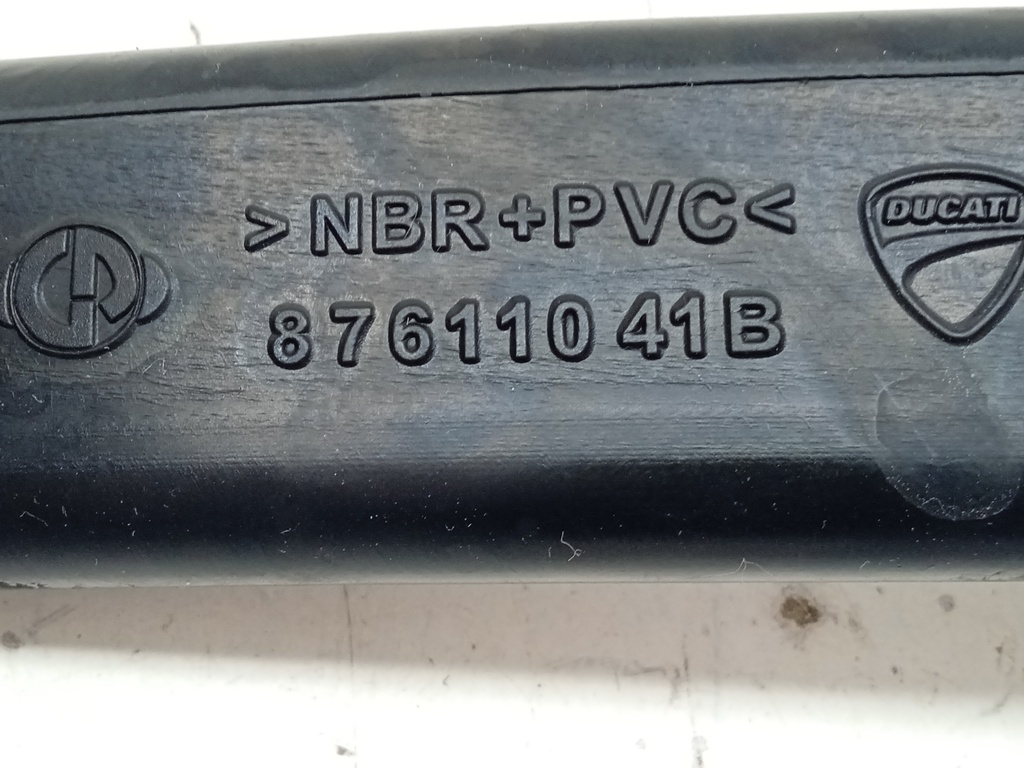 >NBR+PVC<
DUCATI
87611041B